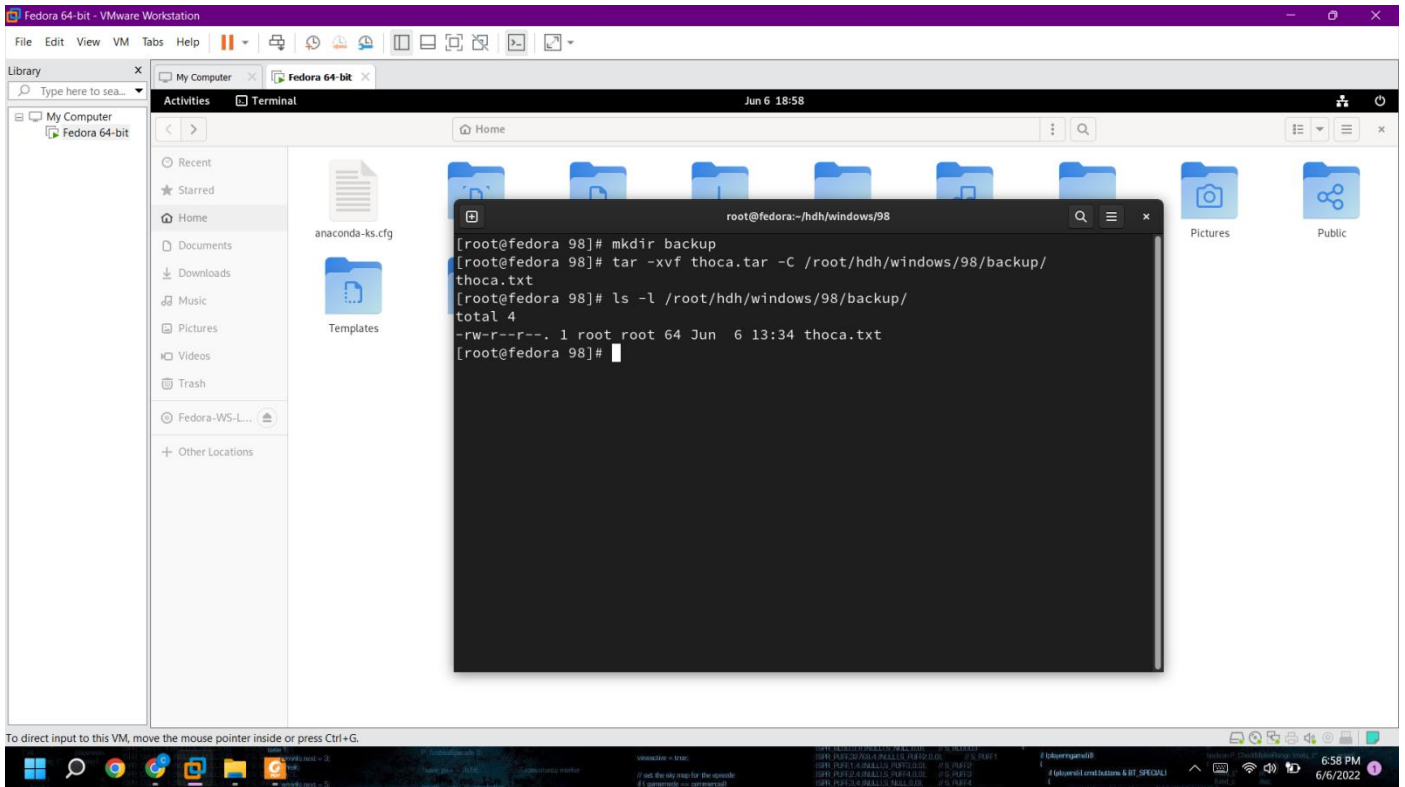 Fedora 64-bit - VMware Workstation
File Edit View VM Tabs Help
Library
My Computer
Fedora 64-bit
Type here to sea...
Activities
Terminal
Jun 6 18:58
My Computer
Fedora 64-bit
Home
Recent
Starred
Home
Documents
Downloads
Music
Pictures
Videos
Trash
Fedora-WS-L...
Other Locations
anaconda-ks.cfg
Templates
Pictures
Public
root@fedora:~/hdh/windows/98
[root@fedora 98]# mkdir backup
[root@fedora 98]# tar -xvf thoca.tar -C /root/hdh/windows/98/backup/
thoca.txt
[root@fedora 98]# ls -l /root/hdh/windows/98/backup/
total 4
-rw-r--r--. 1 root root 64 Jun  6 13:34 thoca.txt
[root@fedora 98]#
To direct input to this VM, move the mouse pointer inside or press Ctrl+G.
6:58 PM
6/6/2022
1